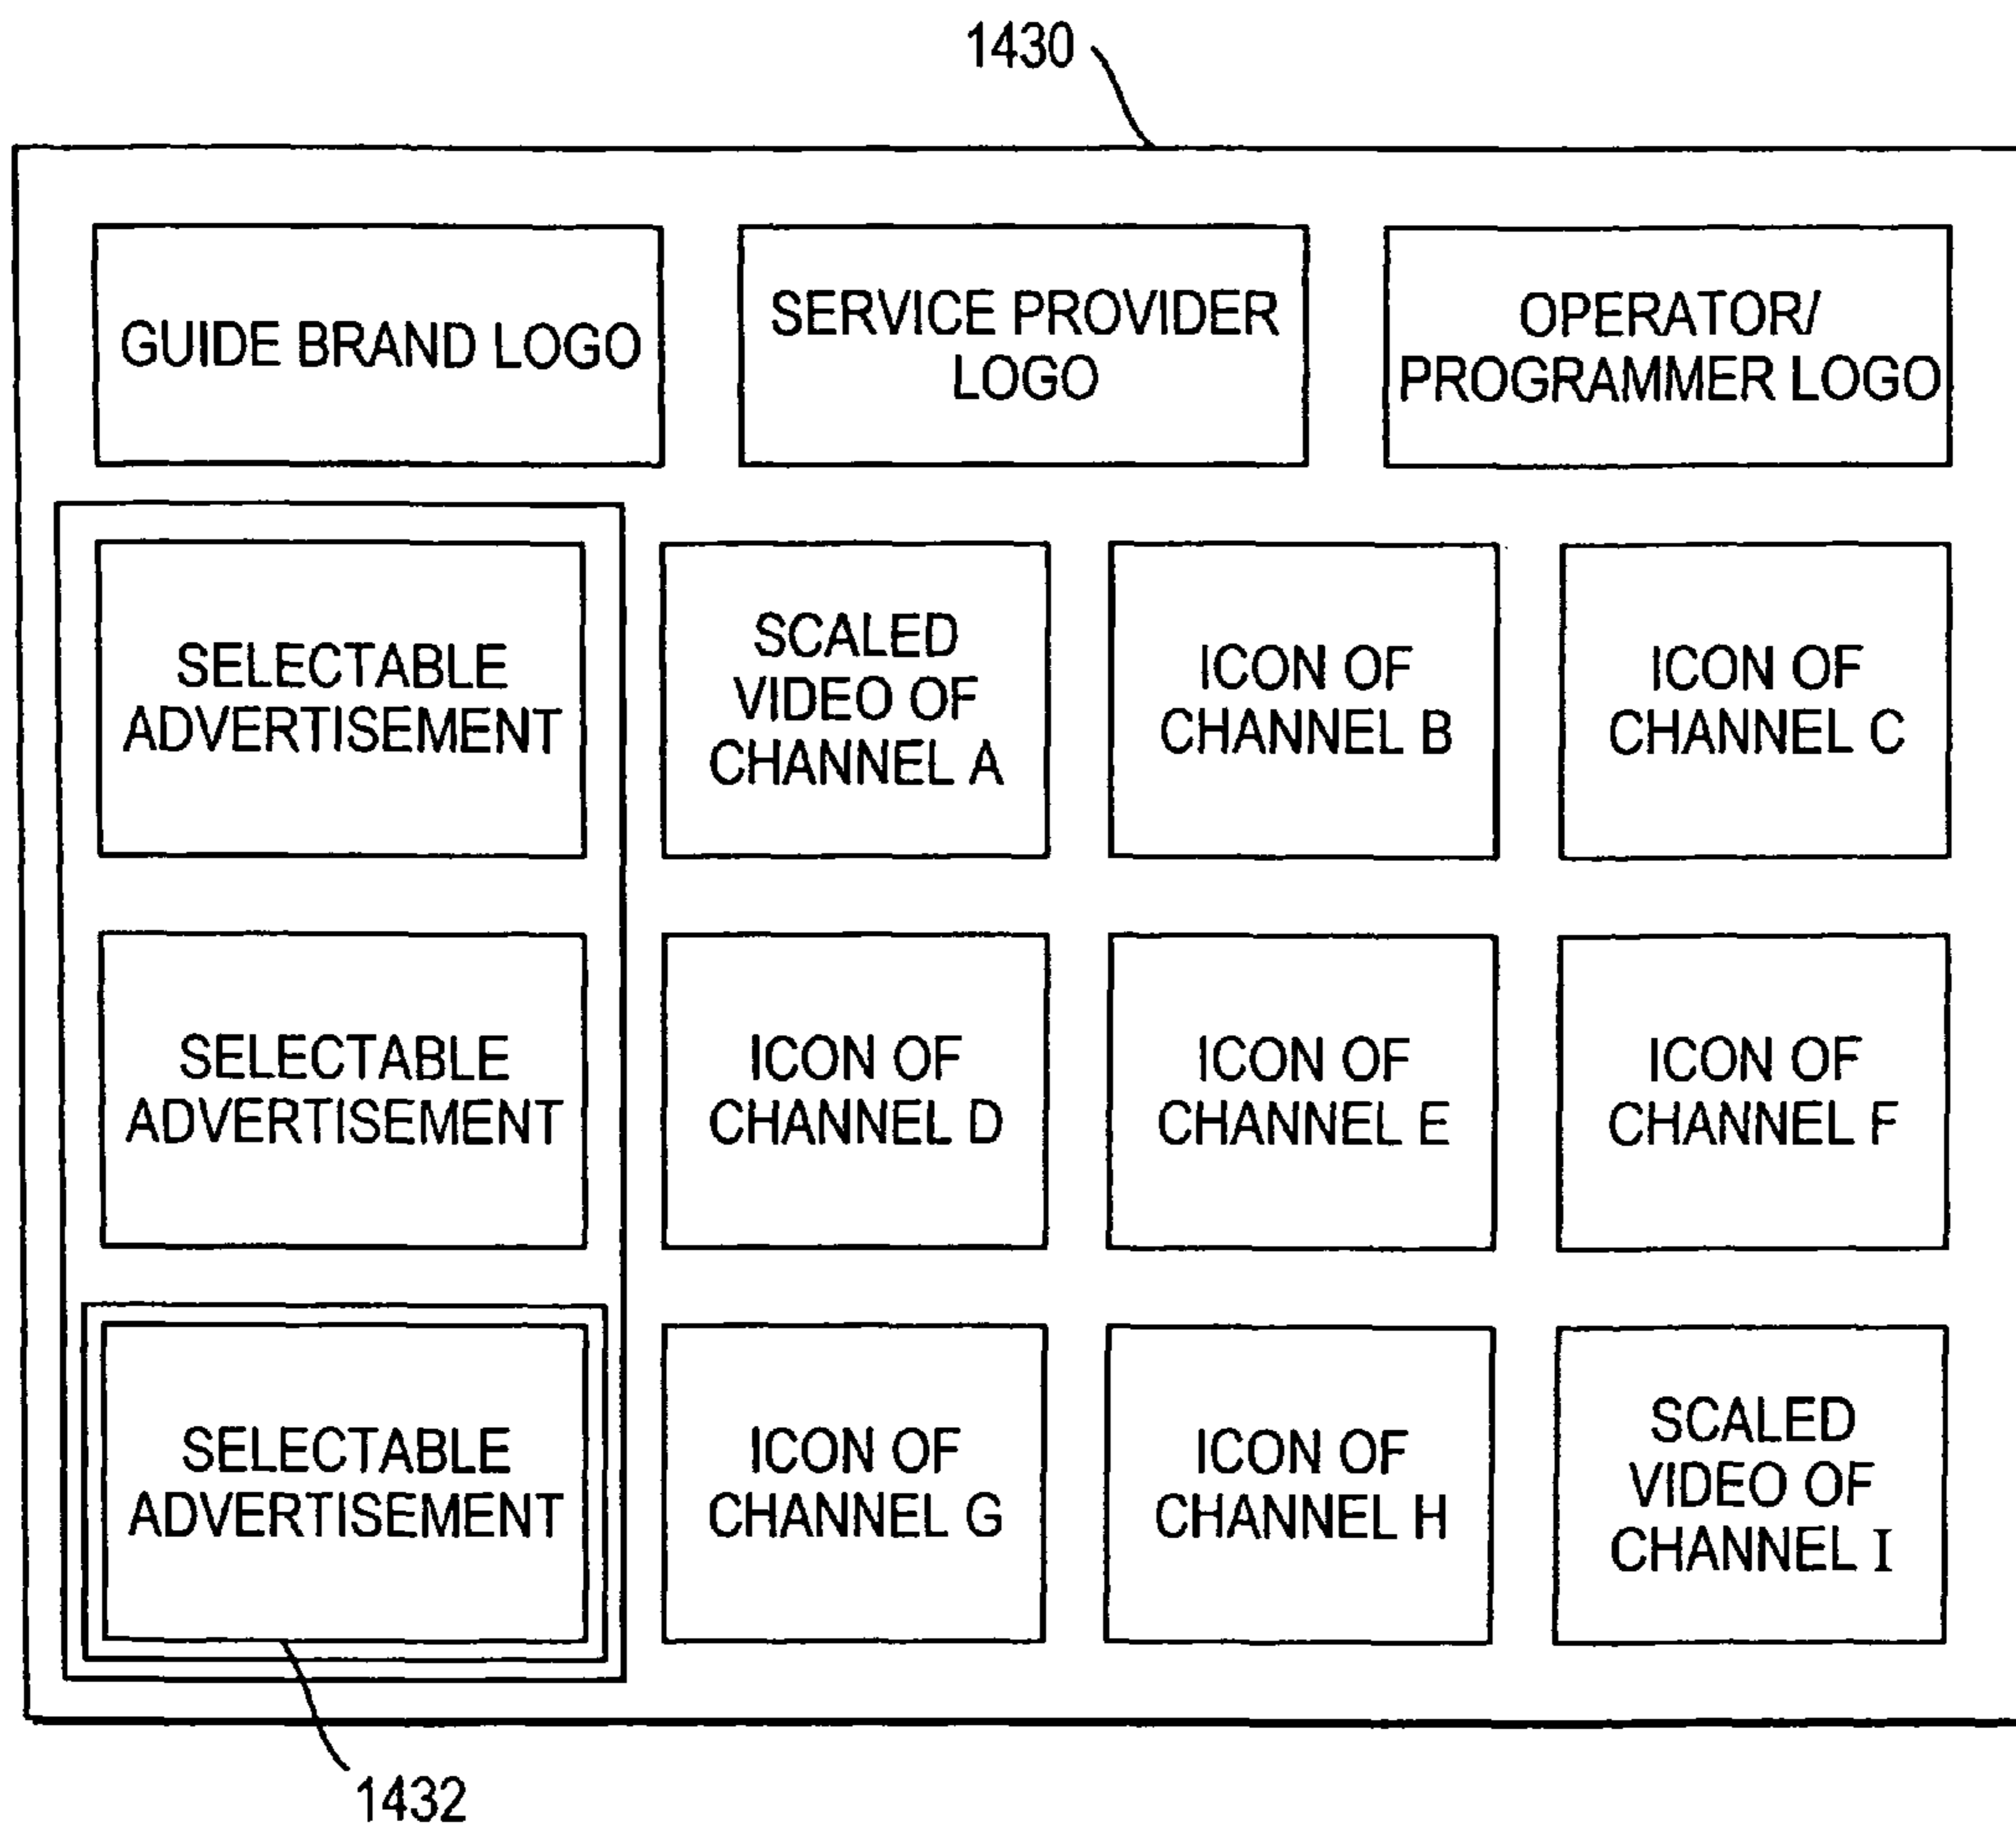 1430
GUIDE BRAND LOGO
SERVICE PROVIDER
LOGO
OPERATOR/
PROGRAMMER LOGO
SELECTABLE
ADVERTISEMENT
SCALED
VIDEO OF
CHANNEL A
ICON OF
CHANNEL B
ICON OF
CHANNEL C
SELECTABLE
ADVERTISEMENT
ICON OF
CHANNEL D
ICON OF
CHANNEL E
ICON OF
CHANNEL F
SELECTABLE
ADVERTISEMENT
ICON OF
CHANNEL G
ICON OF
CHANNEL H
SCALED
VIDEO OF
CHANNEL I
1432